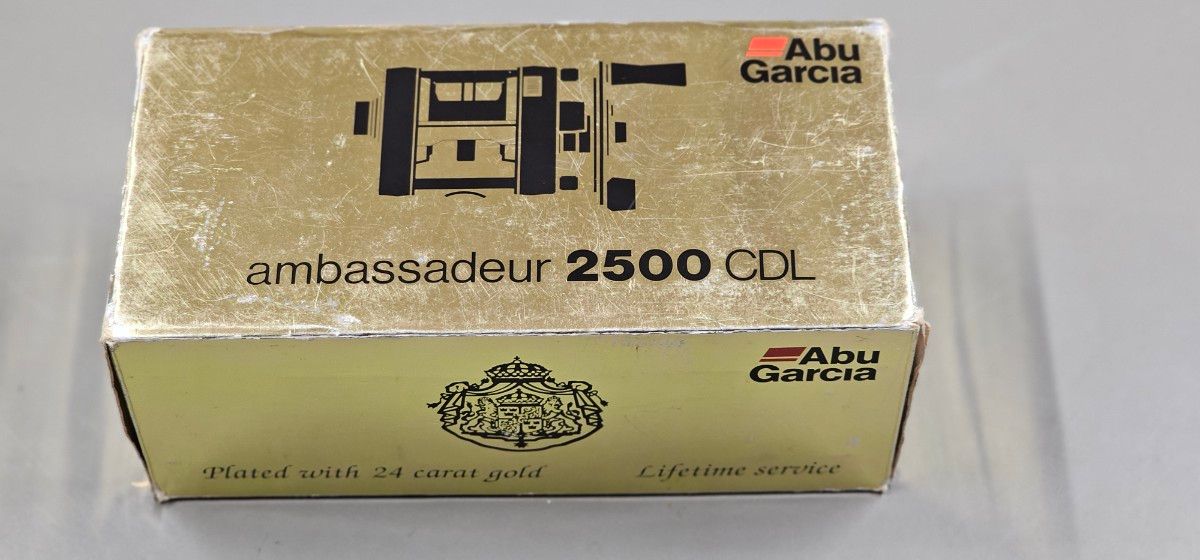 Abu
Garcia
ambassadeur 2500 CDL
Abu
Garcia
Plated with 24 carat gold
Lifetime service